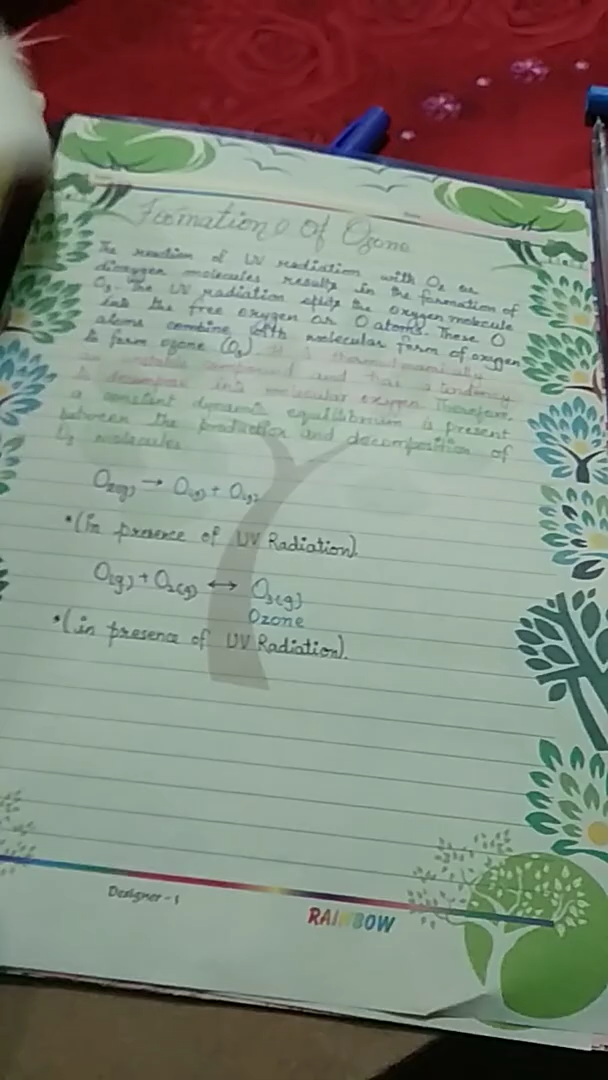 Formation of Ozone
The reaction of UV radiation with O₂ or
dioxygen molecules results in the formation of
O₃. The UV radiation splits the oxygen molecule
into the free oxygen or O atoms. These O
atoms combine with molecular form of oxygen
to form ozone (O₃). It is thermodynamically
an unstable compound and has a tendency
to decompose into molecular oxygen. Therefore
a constant dynamic equilibrium is present
between the production and decomposition of
molecules
O₂(g) → O(g) + O(g)
*(in presence of UV Radiation).
O(g) + O₂(g) ↔ O₃(g)
Ozone
*(in presence of UV Radiation).
Designer - 1
RAINBOW